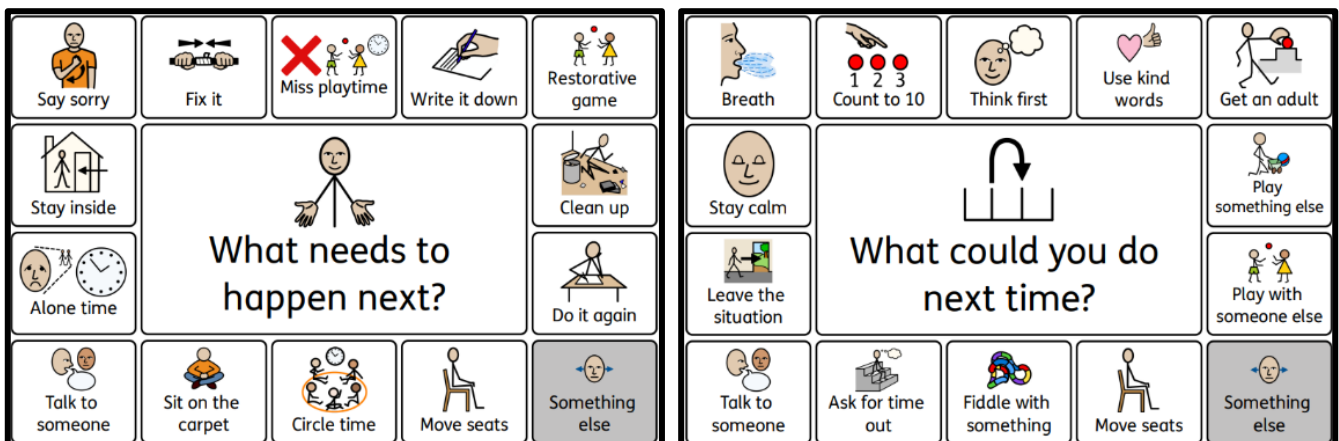 Say sorry
Fix it
Miss playtime
Write it down
Restorative
game
Stay inside
What needs to
happen next?
Clean up
Alone time
Do it again
Talk to
someone
Sit on the
carpet
Circle time
Move seats
Something
else
Breath
1 2 3
Count to 10
Think first
Use kind
words
Get an adult
Stay calm
What could you do
next time?
Play
something else
Leave the
situation
Play with
someone else
Talk to
someone
Ask for time
out
Fiddle with
something
Move seats
Something
else